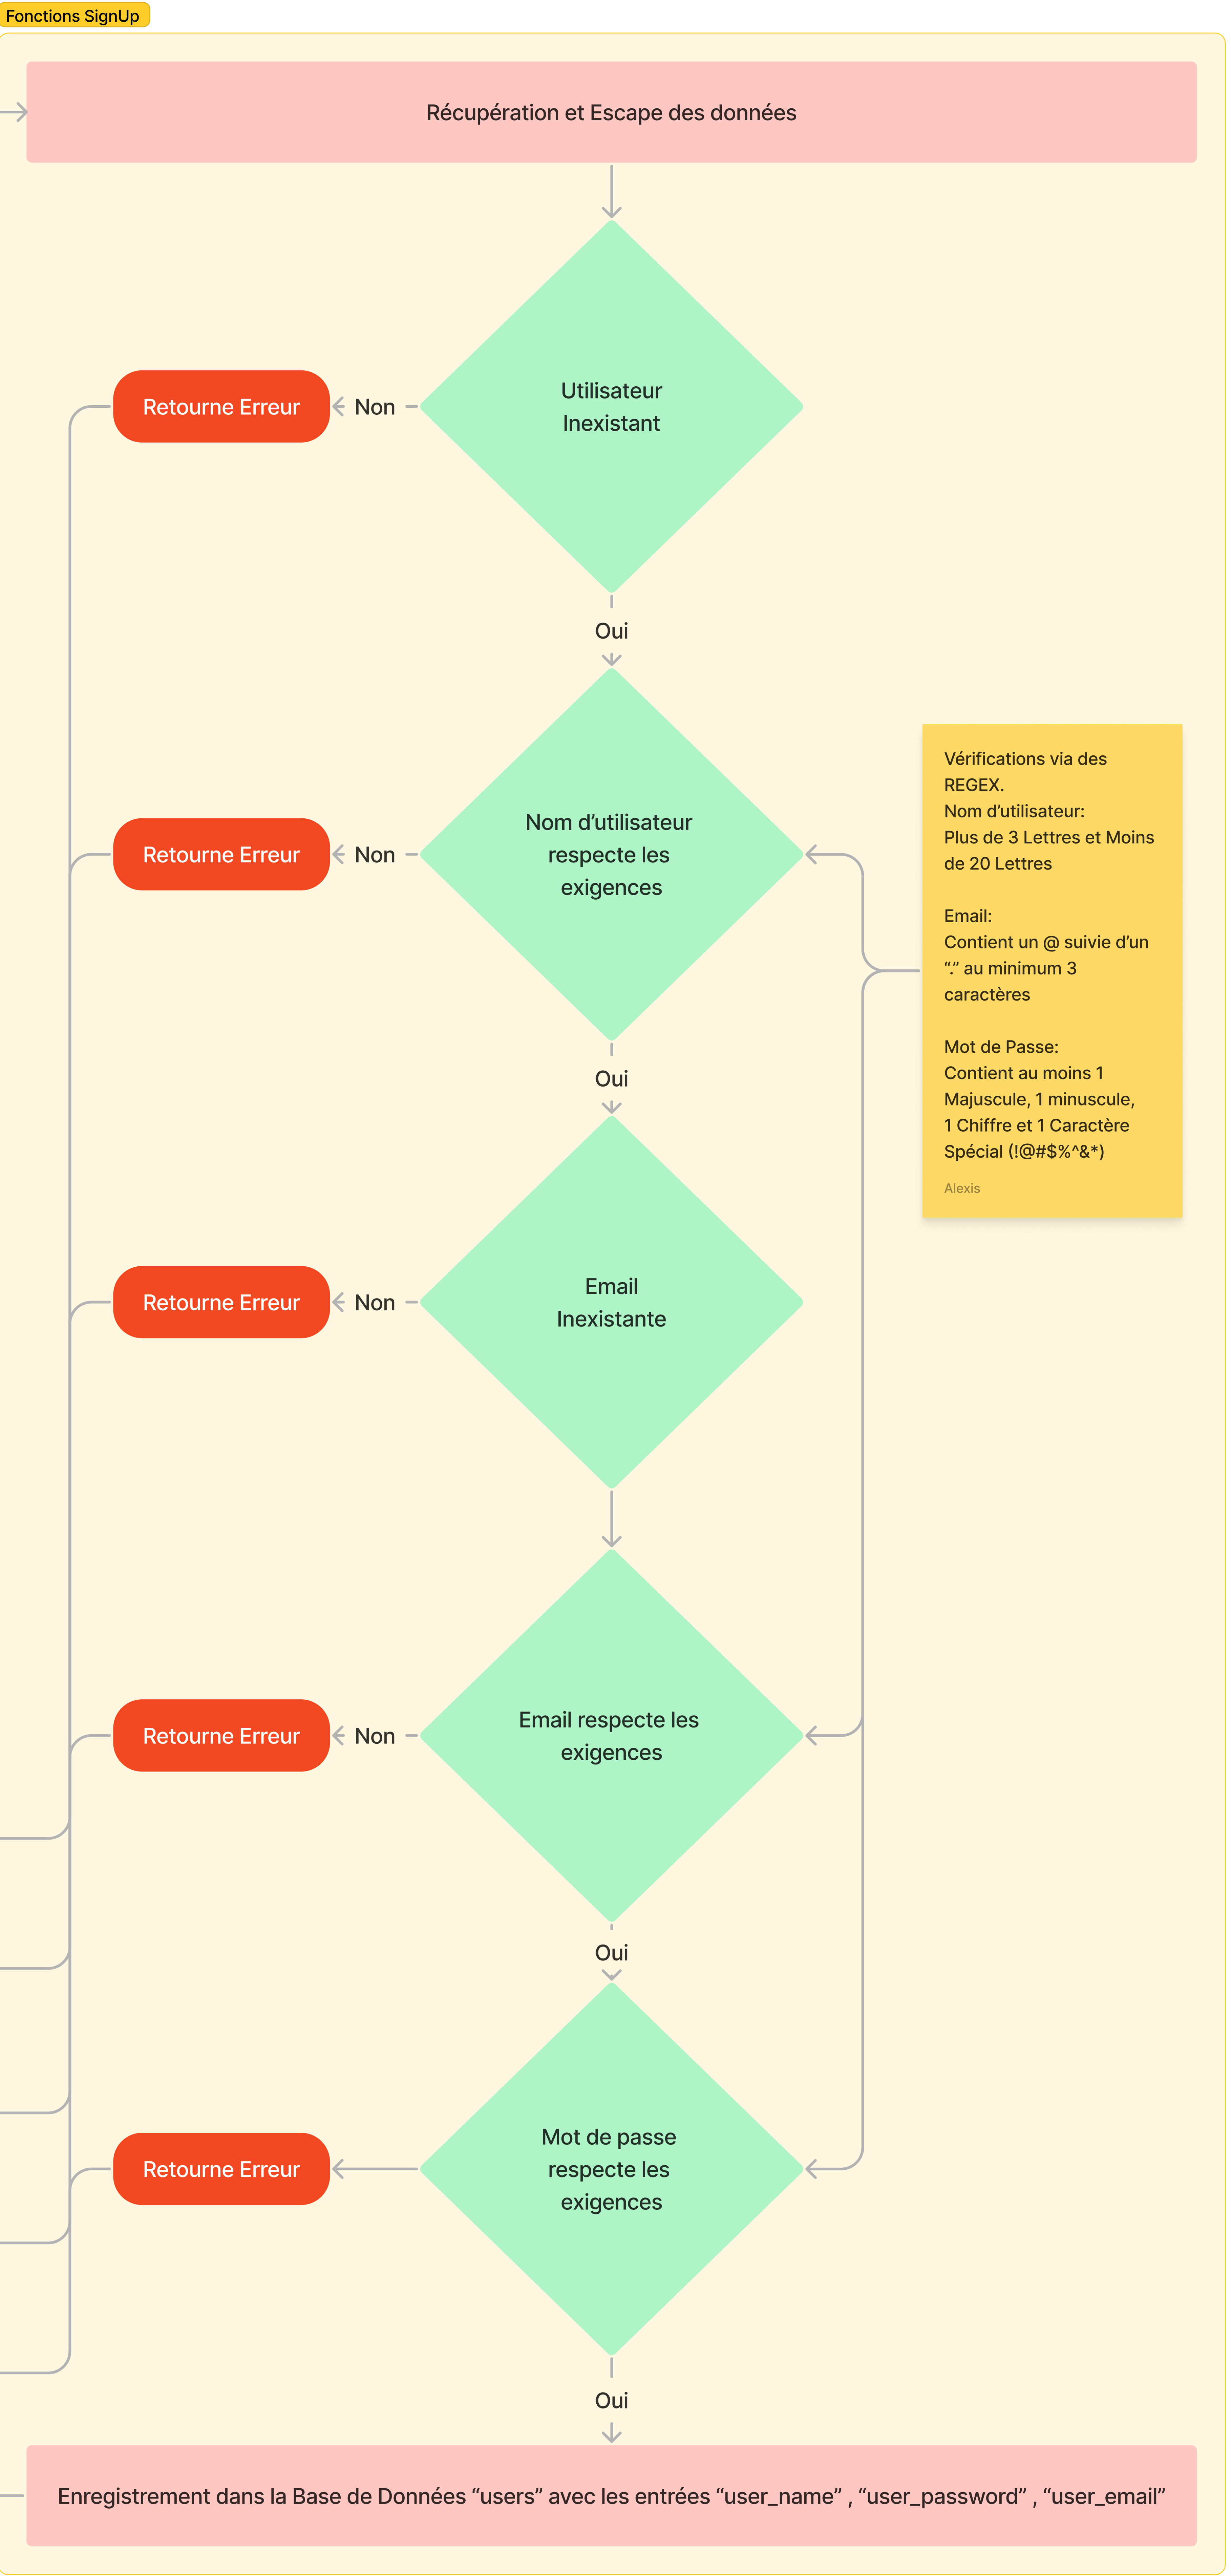 Fonctions SignUp
Récupération et Escape des données
Utilisateur
Inexistant
Non
Retourne Erreur
Oui
Nom d’utilisateur
respecte les
exigences
Non
Retourne Erreur
Vérifications via des
REGEX.
Nom d’utilisateur:
Plus de 3 Lettres et Moins
de 20 Lettres
Email:
Contient un @ suivie d’un
“.” au minimum 3
caractères
Mot de Passe:
Contient au moins 1
Majuscule, 1 minuscule,
1 Chiffre et 1 Caractère
Spécial (!@#$%^&*)
Alexis
Oui
Email
Inexistante
Non
Retourne Erreur
Email respecte les
exigences
Non
Retourne Erreur
Oui
Mot de passe
respecte les
exigences
Retourne Erreur
Oui
Enregistrement dans la Base de Données “users” avec les entrées “user_name” , “user_password” , “user_email”